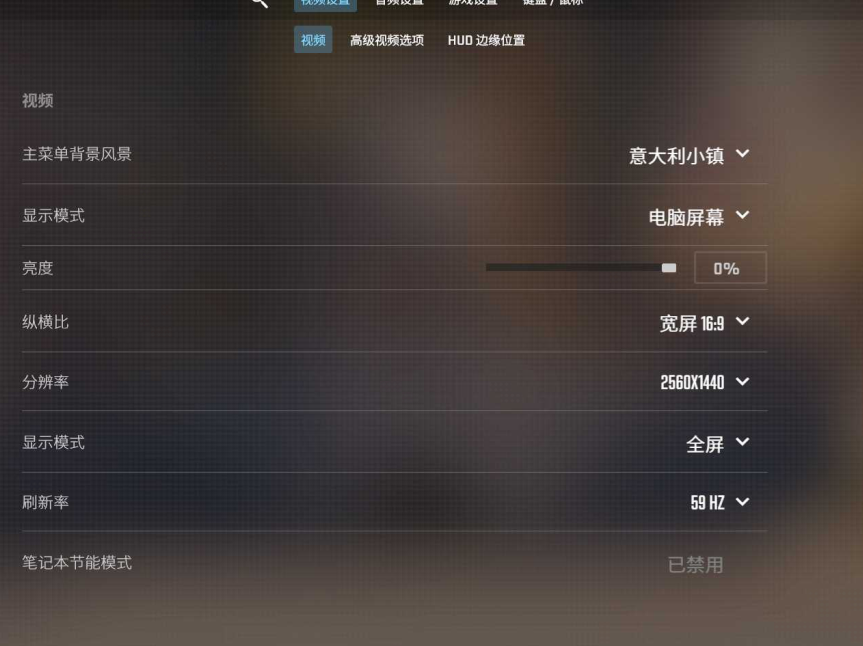 视频设置 音频设置 游戏设置 键盘 / 鼠标
视频 高级视频选项 HUD 边缘位置
视频
主菜单背景风景 意大利小镇
显示模式 电脑屏幕
亮度 0%
纵横比 宽屏 16:9
分辨率 2560X1440
显示模式 全屏
刷新率 59 HZ
笔记本节能模式 已禁用